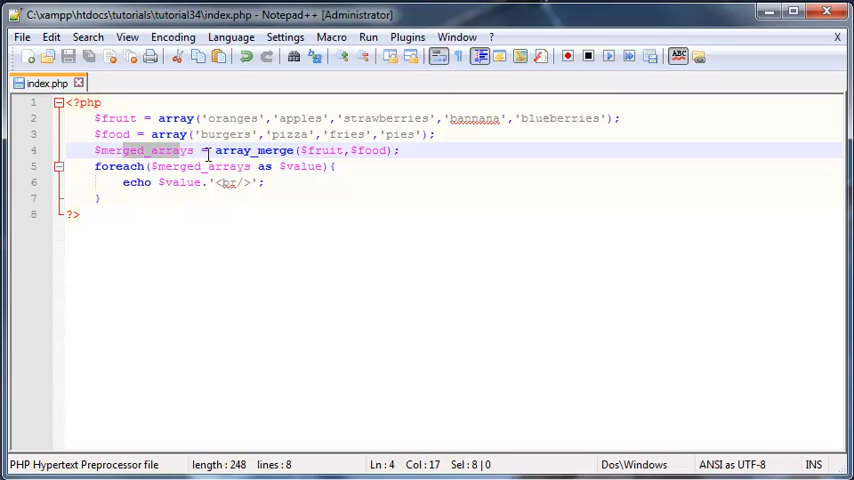 C:\xampp\htdocs\tutorials\tutorial34\index.php - Notepad++ [Administrator]
File Edit Search View Encoding Language Settings Macro Run Plugins Window ? X
ABC
index.php
1 <?php
2 $fruit = array('oranges','apples','strawberries','bannana','blueberries');
3 $food = array('burgers','pizza','fries','pies');
4 $merged_arrays = array_merge($fruit,$food);
5 foreach($merged_arrays as $value){
6 echo $value.'<br/>';
7 }
8 ?>
PHP Hypertext Preprocessor file length : 248 lines : 8 Ln : 4 Col : 17 Sel : 8 | 0 Dos\Windows ANSI as UTF-8 INS